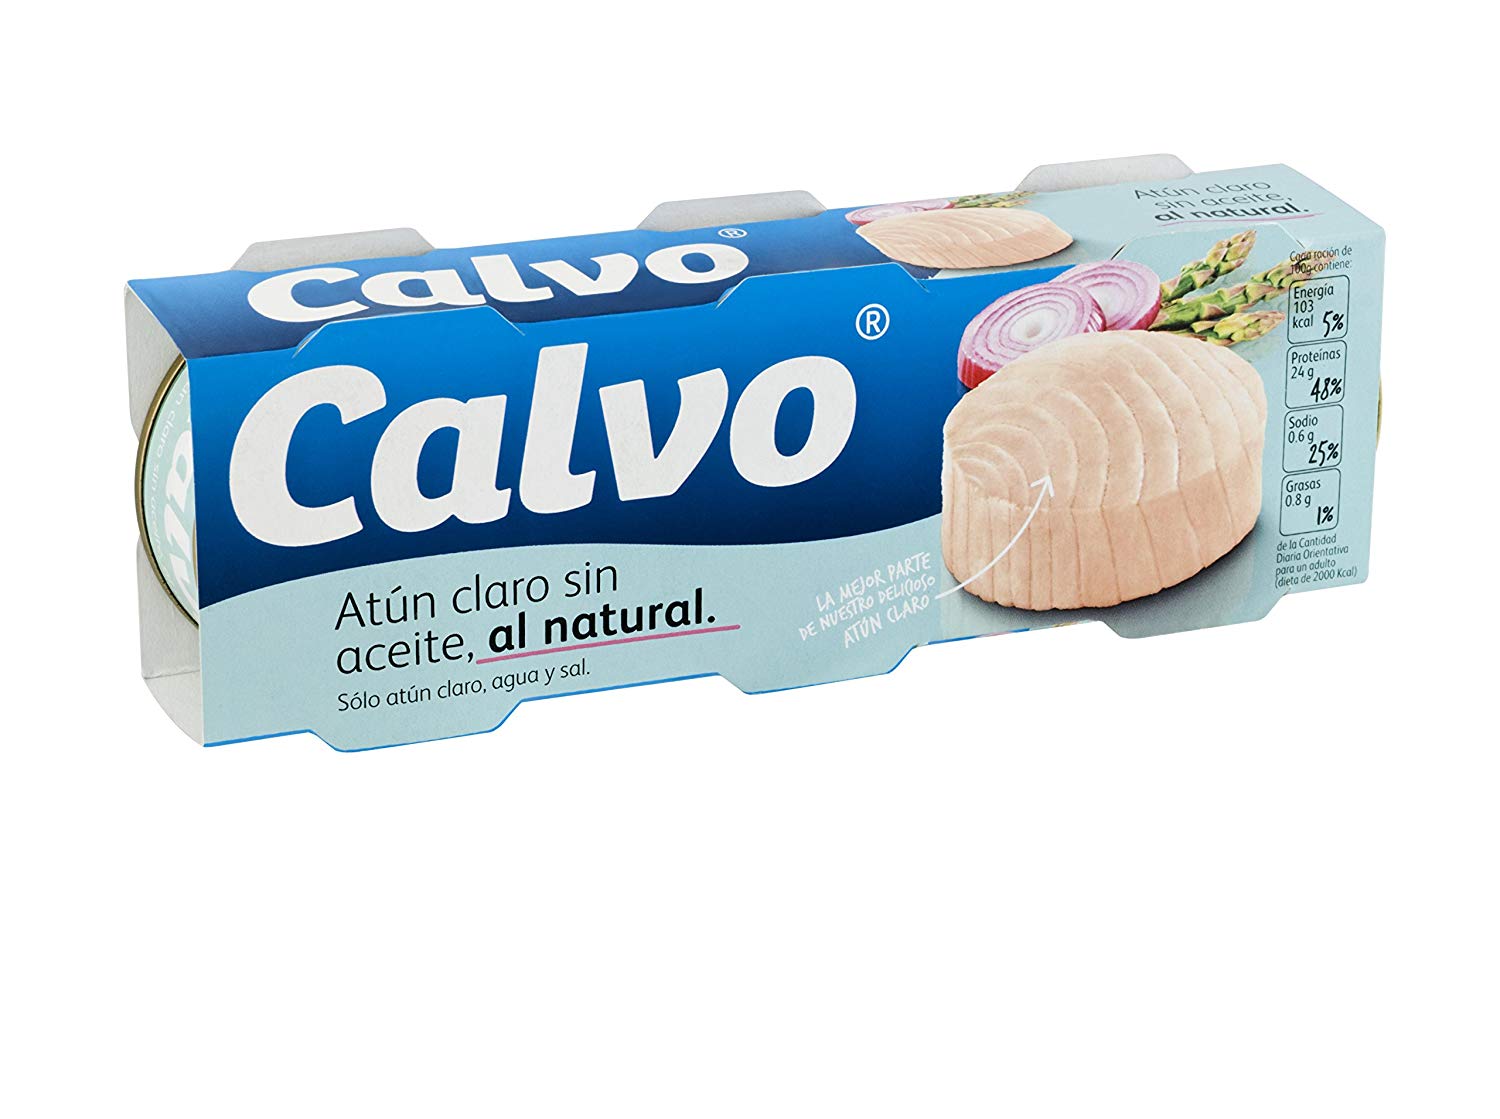 Calvo®
Atún claro
sin aceite,
al natural.
Calvo®
Atún claro sin
aceite, al natural.
Sólo atún claro, agua y sal.
LA MEJOR PARTE
DE NUESTRO DELICIOSO
ATÚN CLARO
Cada ración de
100g contiene:
Energía
103
kcal 5%
Proteínas
24 g
48%
Sodio
0.6 g
25%
Grasas
0.8 g
1%
de la Cantidad
Diaria Orientativa
para un adulto
(dieta de 2000 Kcal)